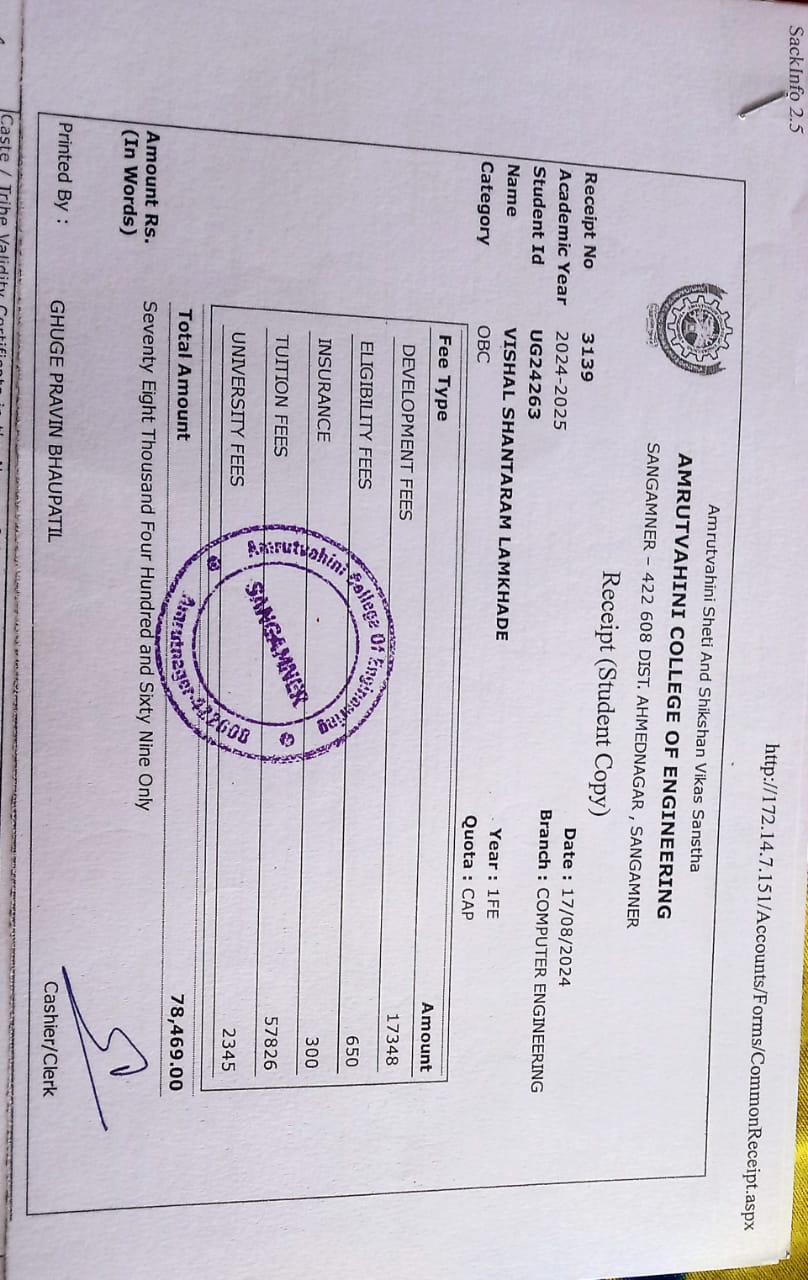 SackInfo 2.5
http://172.14.7.151/Accounts/Forms/CommonReceipt.aspx
Amrutvahini Sheti And Shikshan Vikas Sanstha
AMRUTVAHINI COLLEGE OF ENGINEERING
SANGAMNER – 422 608 DIST. AHMEDNAGAR , SANGAMNER
Receipt (Student Copy)
Receipt No 3139 Date : 17/08/2024
Academic Year 2024-2025 Branch : COMPUTER ENGINEERING
Student Id UG24263
Name VISHAL SHANTARAM LAMKHADE Year : 1FE
Category OBC Quota : CAP
Fee Type Amount
DEVELOPMENT FEES 17348
ELIGIBILITY FEES 650
INSURANCE 300
TUITION FEES 57826
UNIVERSITY FEES 2345
Total Amount 78,469.00
Amount Rs. Seventy Eight Thousand Four Hundred and Sixty Nine Only
(In Words)
Amrutvahini College Of Engineering
SANGAMNER
Amrutnagar-422608
Printed By : GHUGE PRAVIN BHAUPATIL Cashier/Clerk
Caste / Tribe Validity